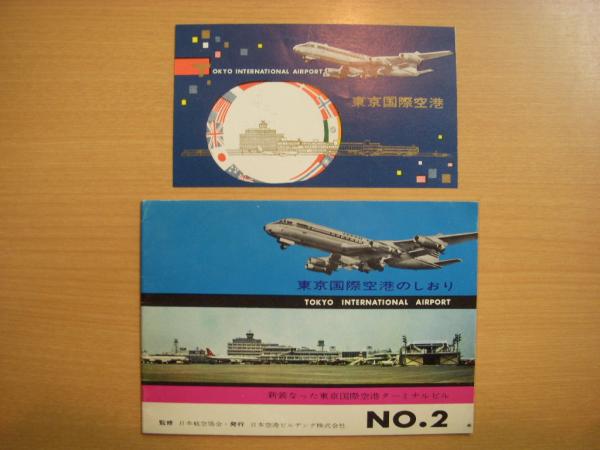 TOKYO INTERNATIONAL AIRPORT
東京国際空港
東京国際空港のしおり
TOKYO INTERNATIONAL AIRPORT
新装なった東京国際空港ターミナルビル
監修 日本航空協会・発行 日本空港ビルデング株式会社
NO.2